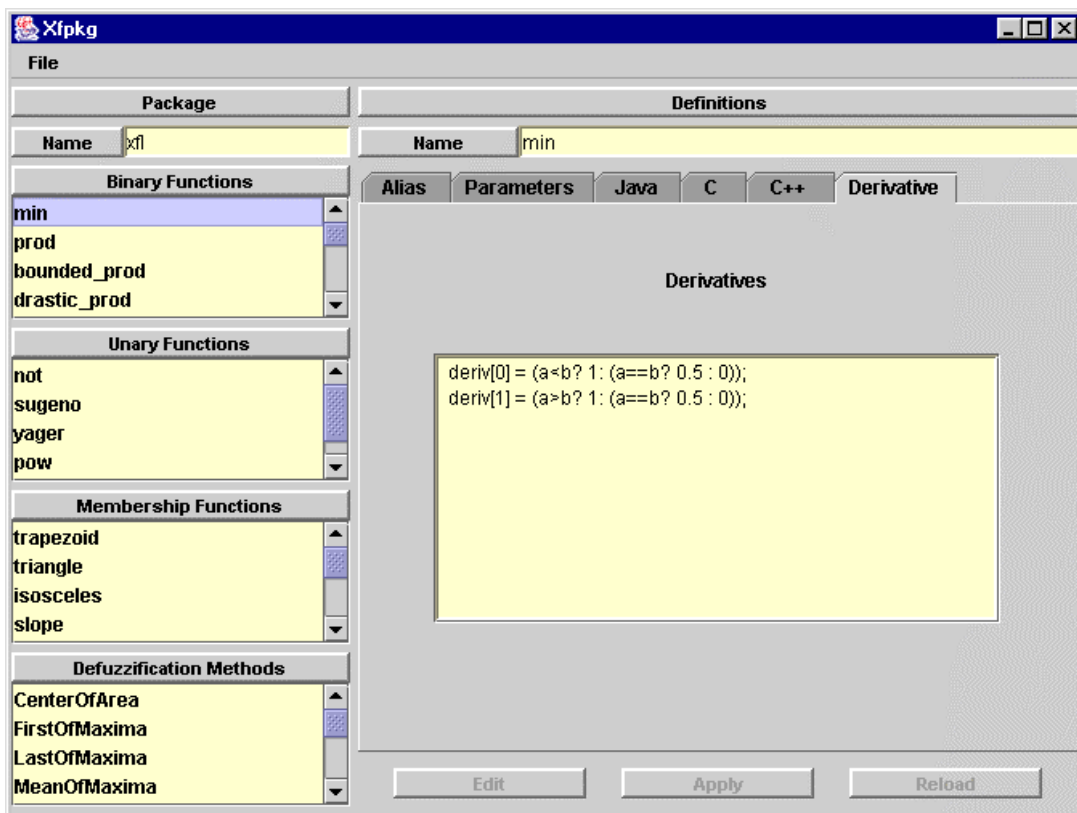 Xfpkg
File
Package
Name xfl
Binary Functions
min
prod
bounded_prod
drastic_prod
Unary Functions
not
sugeno
yager
pow
Membership Functions
trapezoid
triangle
isosceles
slope
Defuzzification Methods
CenterOfArea
FirstOfMaxima
LastOfMaxima
MeanOfMaxima
Definitions
Name min
Alias Parameters Java C C++ Derivative
Derivatives
deriv[0] = (a<b? 1: (a==b? 0.5 : 0));
deriv[1] = (a>b? 1: (a==b? 0.5 : 0));
Edit Apply Reload